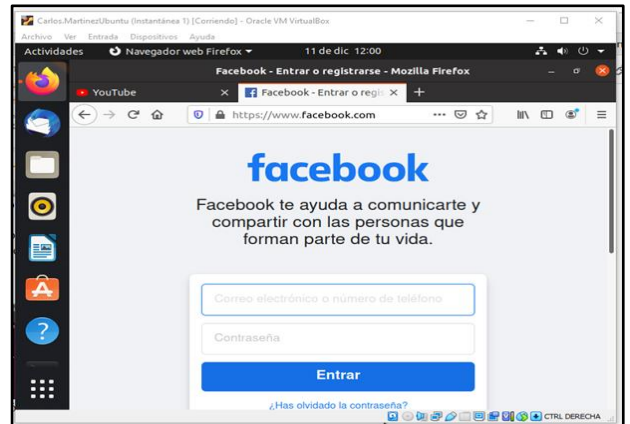 Carlos.MartinezUbuntu (Instantánea 1) [Corriendo] - Oracle VM VirtualBox
Archivo Ver Entrada Dispositivos Ayuda
Actividades Navegador web Firefox 11 de dic 12:00
Facebook - Entrar o registrarse - Mozilla Firefox
YouTube Facebook - Entrar o regis
https://www.facebook.com
facebook
Facebook te ayuda a comunicarte y
compartir con las personas que
forman parte de tu vida.
Correo electrónico o número de teléfono
Contraseña
Entrar
¿Has olvidado la contraseña?
CTRL DERECHA